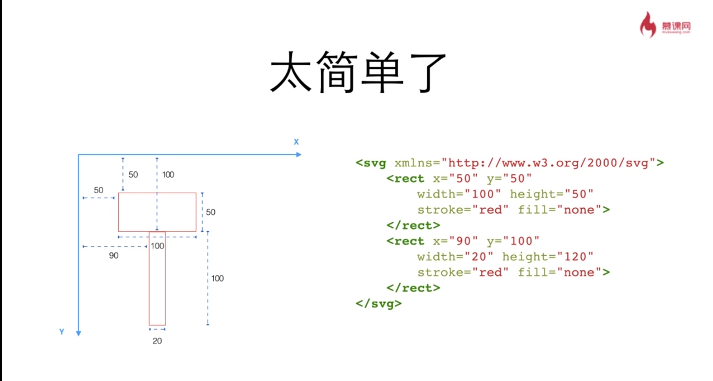 慕课网
太简单了
X
50
100
50
50
100
90
100
Y
20
<svg xmlns="http://www.w3.org/2000/svg">
<rect x="50" y="50"
width="100" height="50"
stroke="red" fill="none">
</rect>
<rect x="90" y="100"
width="20" height="120"
stroke="red" fill="none">
</rect>
</svg>